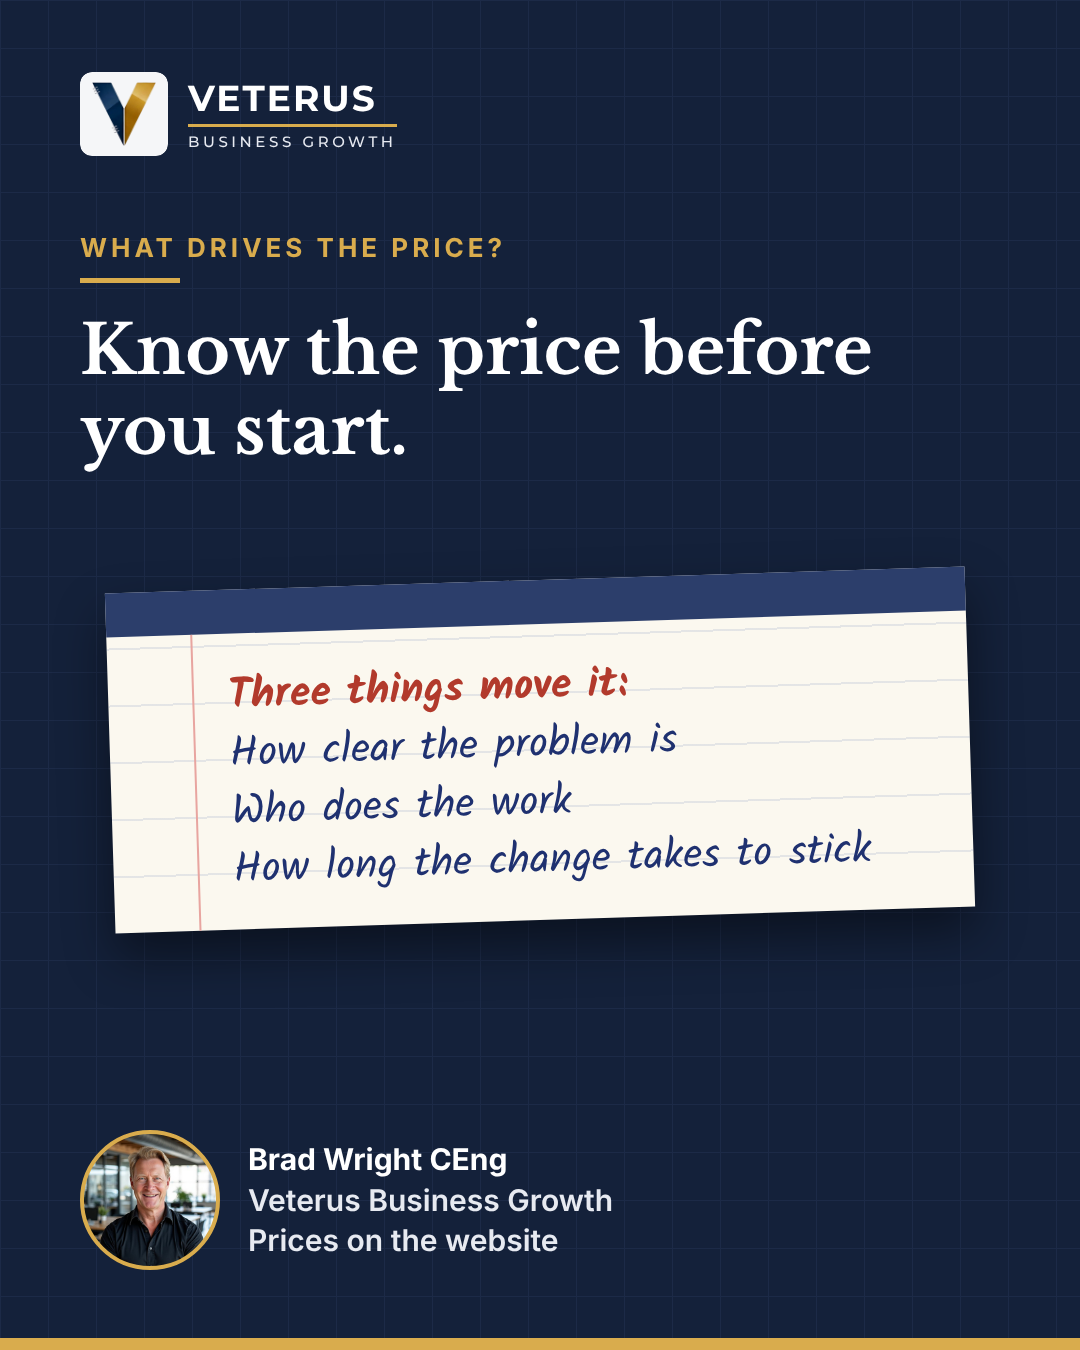 VETERUS
BUSINESS GROWTH
WHAT DRIVES THE PRICE?
Know the price before
you start.
Three things move it:
How clear the problem is
Who does the work
How long the change takes to stick
Brad Wright CEng
Veterus Business Growth
Prices on the website